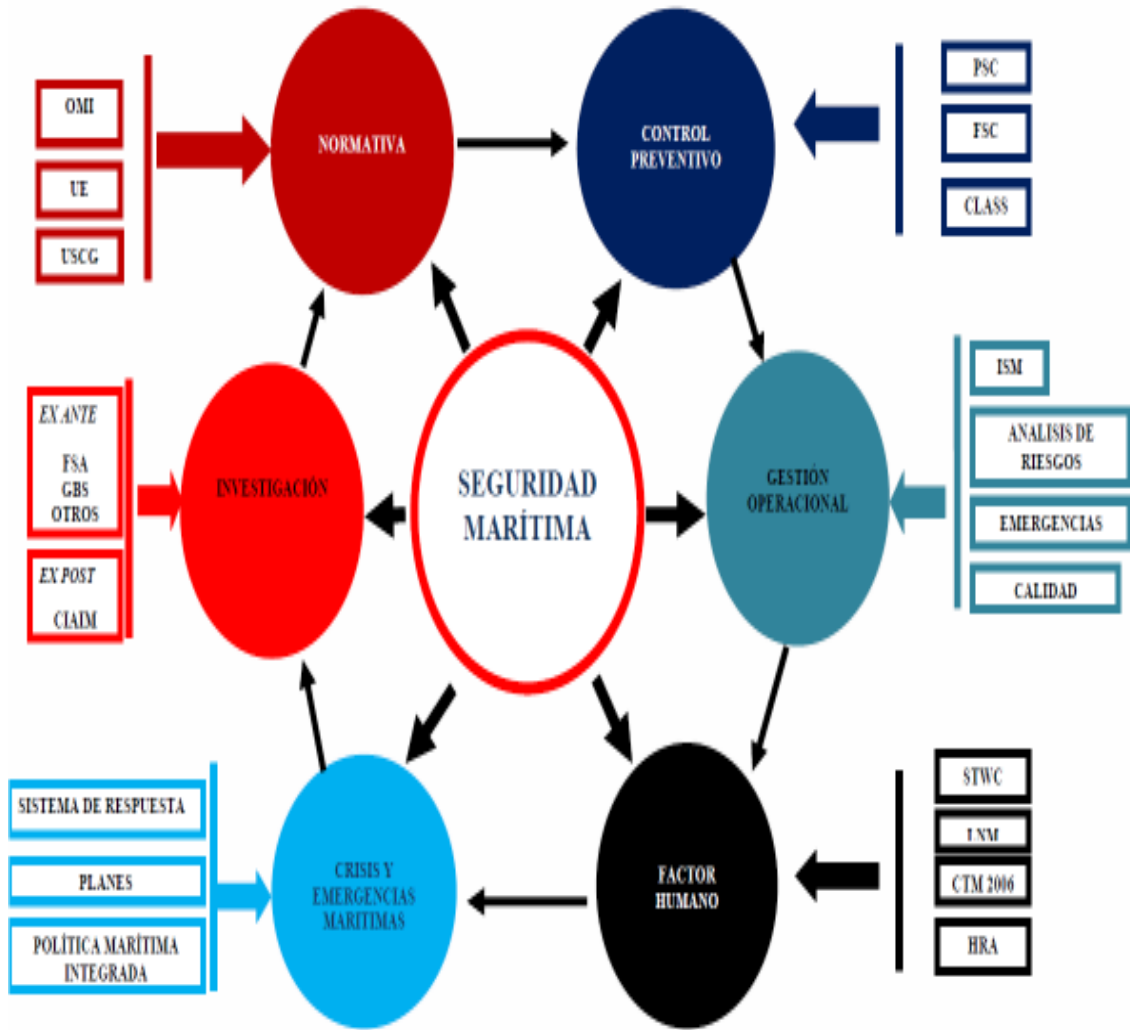 OMI
UE
USCG
NORMATIVA
CONTROL
PREVENTIVO
PSC
FSC
CLASS
EX ANTE
FSA
GBS
OTROS
EX POST
CIAIM
INVESTIGACIÓN
SEGURIDAD
MARÍTIMA
GESTIÓN
OPERACIONAL
ISM
ANALISIS DE
RIESGOS
EMERGENCIAS
CALIDAD
SISTEMA DE RESPUESTA
PLANES
POLÍTICA MARÍTIMA
INTEGRADA
CRISIS Y
EMERGENCIAS
MARITIMAS
FACTOR
HUMANO
STWC
LNM
CTM 2006
HRA